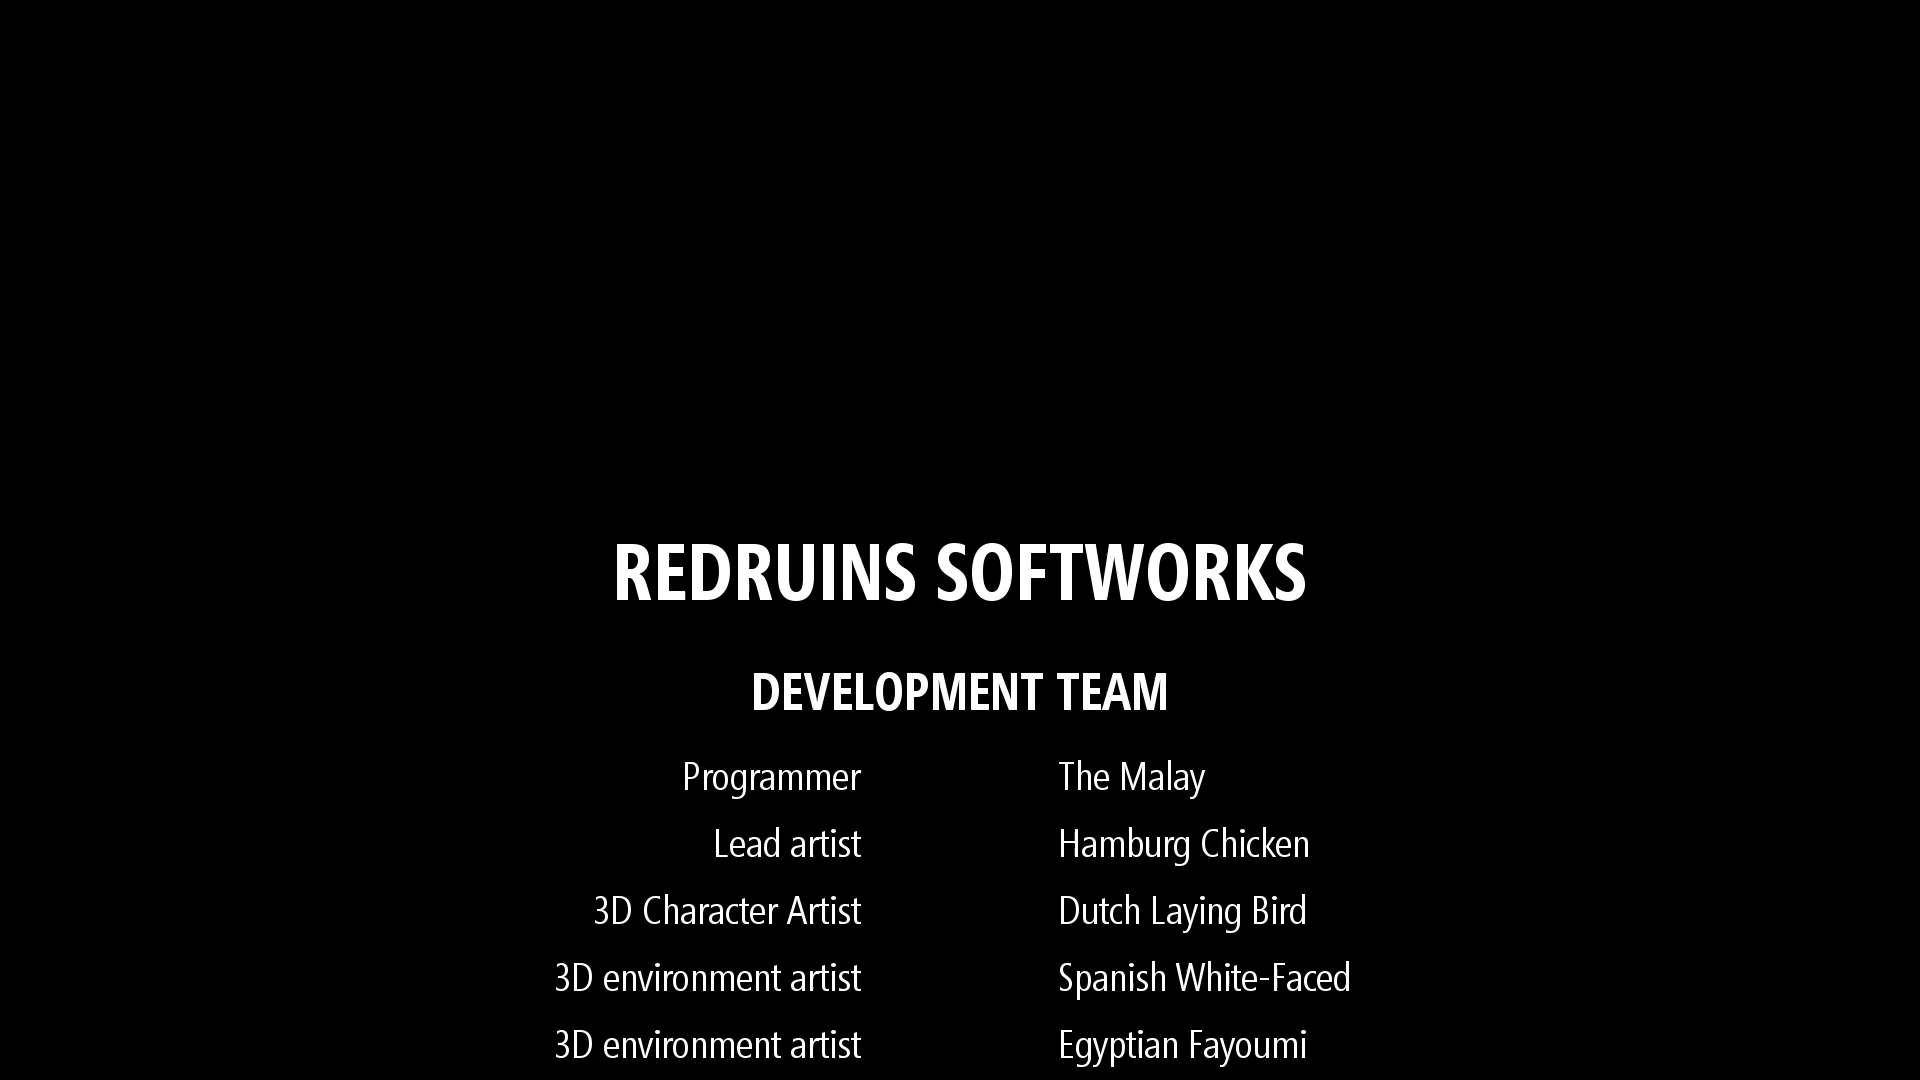 REDRUINS SOFTWORKS
DEVELOPMENT TEAM
Programmer The Malay
Lead artist Hamburg Chicken
3D Character Artist Dutch Laying Bird
3D environment artist Spanish White-Faced
3D environment artist Egyptian Fayoumi